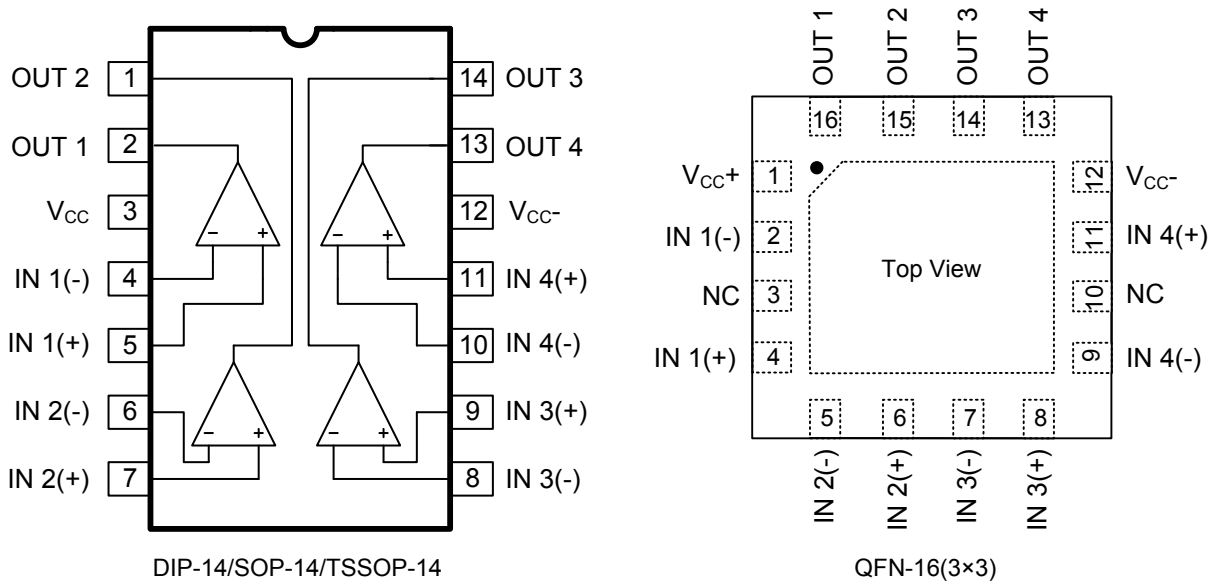 OUT 2 1
14 OUT 3
OUT 1 2
13 OUT 4
VCC 3
12 VCC-
IN 1(-) 4
11 IN 4(+)
IN 1(+) 5
10 IN 4(-)
IN 2(-) 6
9 IN 3(+)
IN 2(+) 7
8 IN 3(-)
- +
- +
- +
- +
DIP-14/SOP-14/TSSOP-14
OUT 1
OUT 2
OUT 3
OUT 4
16 15 14 13
VCC+ 1
12 VCC-
IN 1(-) 2
11 IN 4(+)
NC 3
10 NC
IN 1(+) 4
9 IN 4(-)
Top View
5 6 7 8
IN 2(-)
IN 2(+)
IN 3(-)
IN 3(+)
QFN-16(3×3)